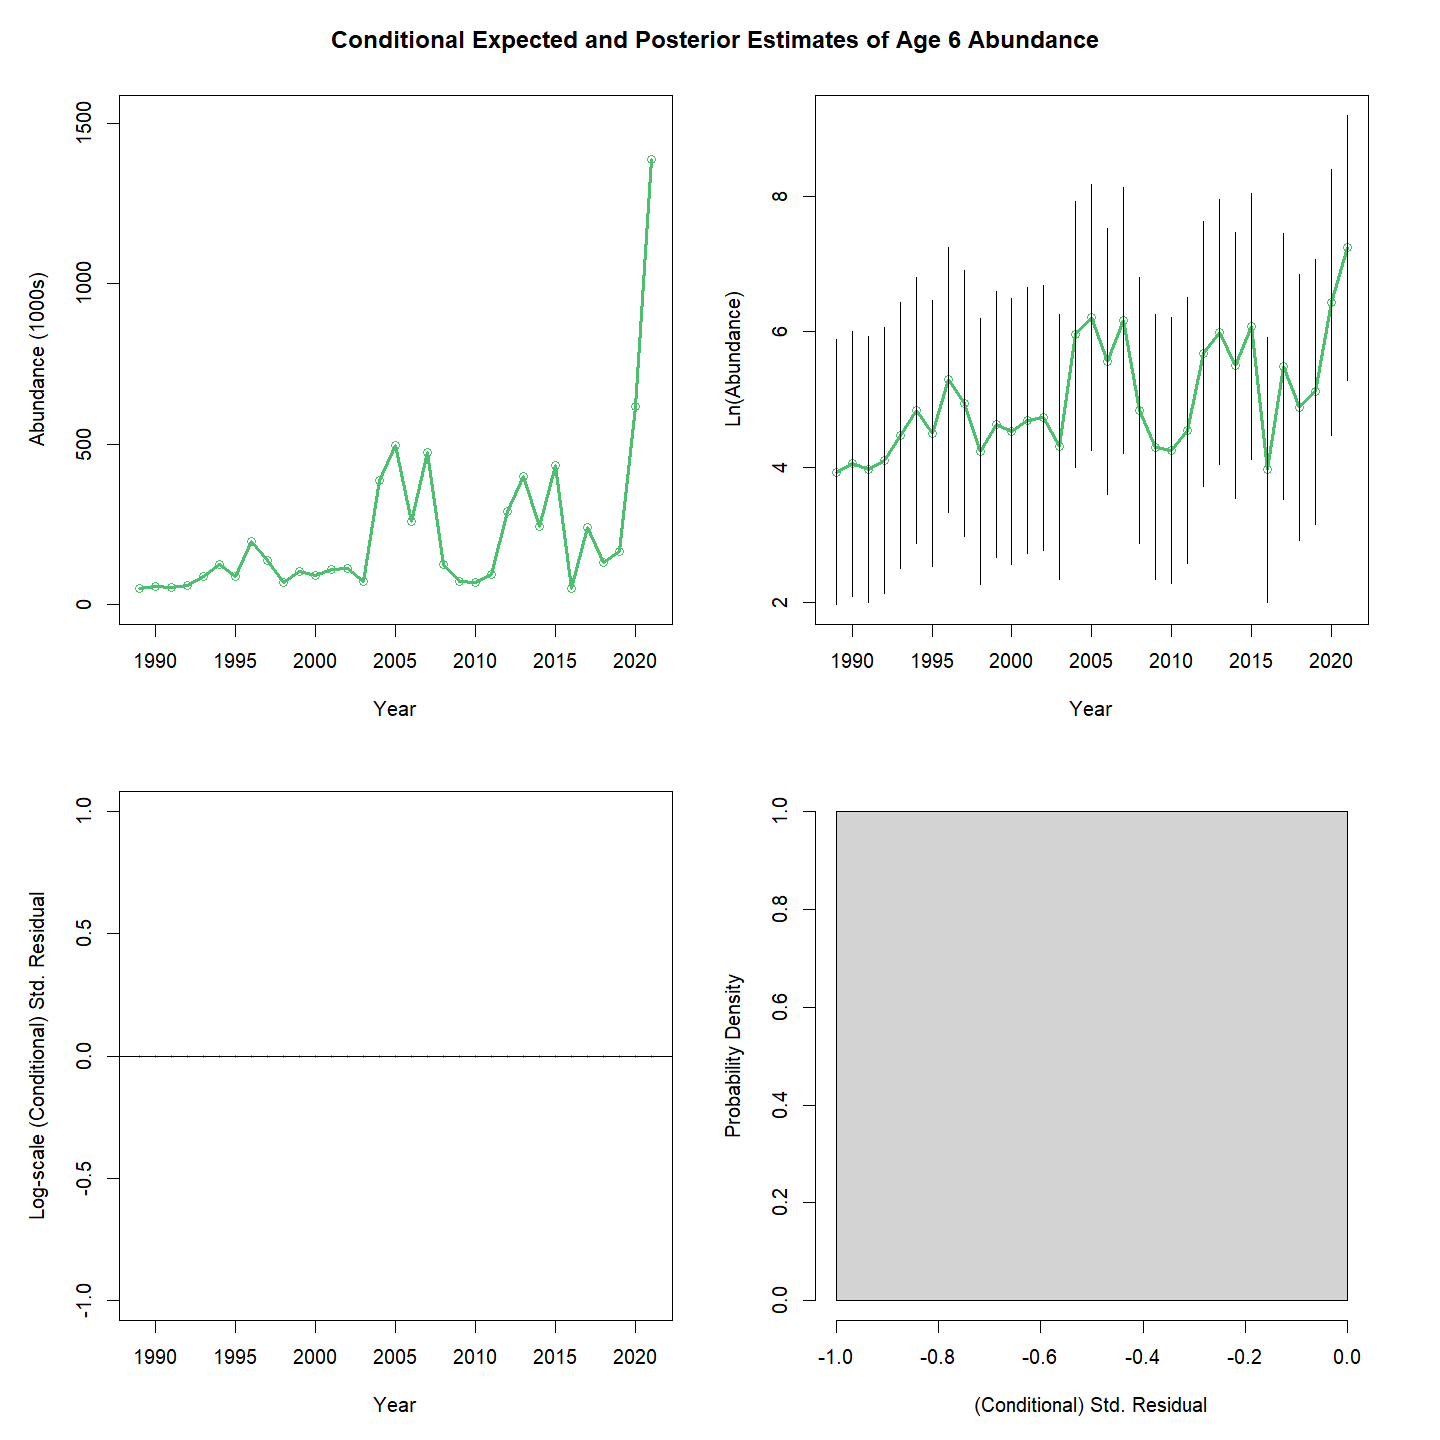 Conditional Expected and Posterior Estimates of Age 6 Abundance
Abundance (1000s)
1500
1000
500
0
1990 1995 2000 2005 2010 2015 2020
Year
Ln(Abundance)
8
6
4
2
1990 1995 2000 2005 2010 2015 2020
Year
Log-scale (Conditional) Std. Residual
1.0
0.5
0.0
-0.5
-1.0
1990 1995 2000 2005 2010 2015 2020
Year
Probability Density
1.0
0.8
0.6
0.4
0.2
0.0
-1.0 -0.8 -0.6 -0.4 -0.2 0.0
(Conditional) Std. Residual